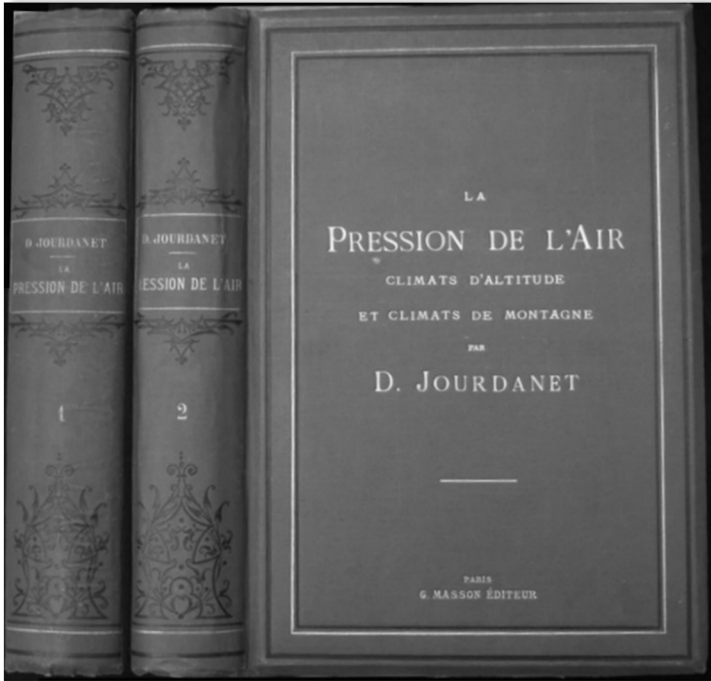 D. JOURDANET
LA
PRESSION DE L'AIR
1
D. JOURDANET
LA
RESSION DE L'AIR
2
LA
PRESSION DE L'AIR
CLIMATS D'ALTITUDE
ET CLIMATS DE MONTAGNE
PAR
D. JOURDANET
PARIS
G. MASSON ÉDITEUR